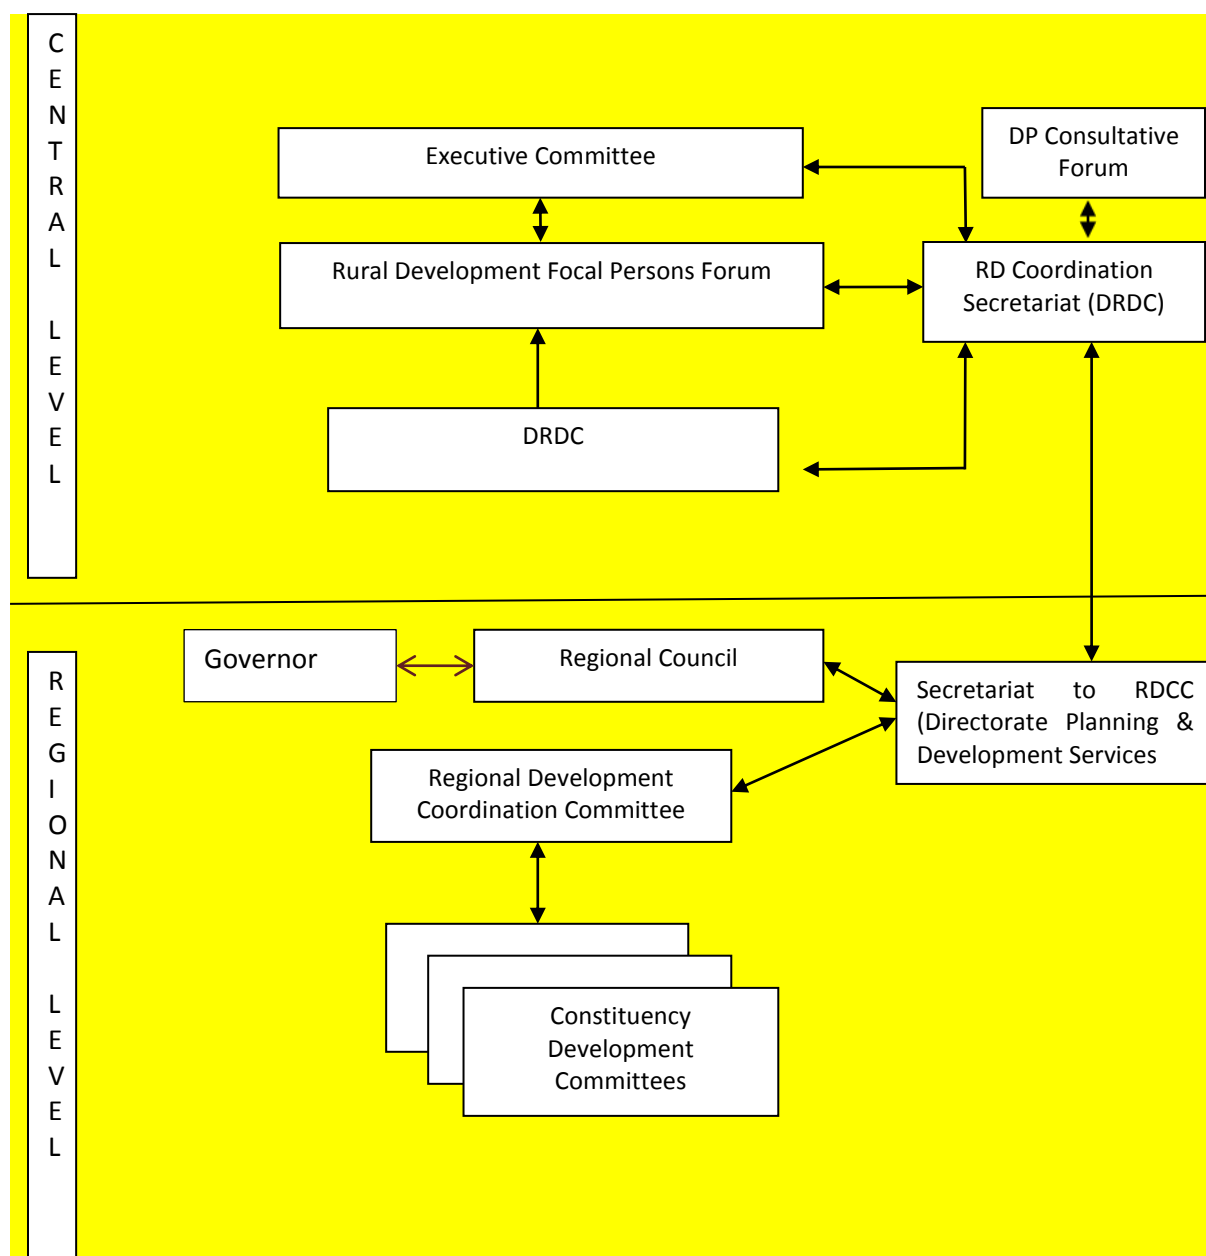 CENTRAL LEVEL
Executive Committee
DP Consultative
Forum
Rural Development Focal Persons Forum
RD Coordination
Secretariat (DRDC)
DRDC
REGIONAL LEVEL
Governor
Regional Council
Secretariat to RDCC
(Directorate Planning &
Development Services
Regional Development
Coordination Committee
Constituency
Development
Committees